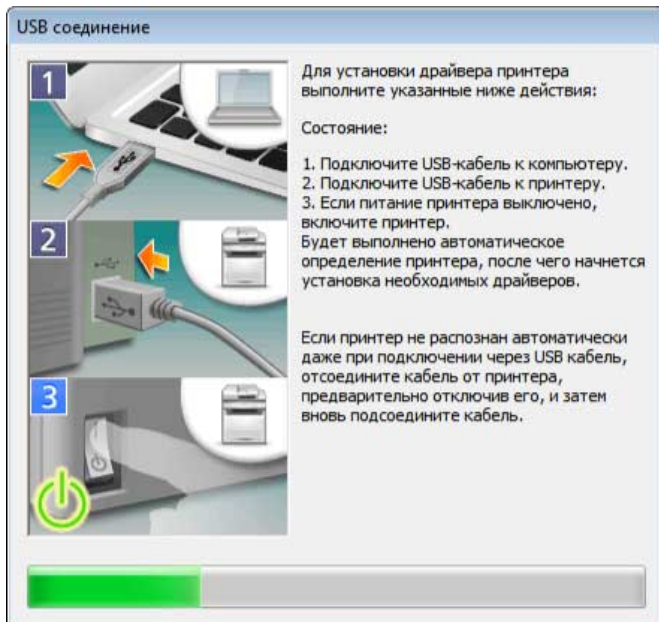 USB соединение
1
Для установки драйвера принтера
выполните указанные ниже действия:
Состояние:
1. Подключите USB-кабель к компьютеру.
2. Подключите USB-кабель к принтеру.
3. Если питание принтера выключено,
включите принтер.
Будет выполнено автоматическое
определение принтера, после чего начнется
установка необходимых драйверов.
2
Если принтер не распознан автоматически
даже при подключении через USB кабель,
отсоедините кабель от принтера,
предварительно отключив его, и затем
вновь подсоедините кабель.
3